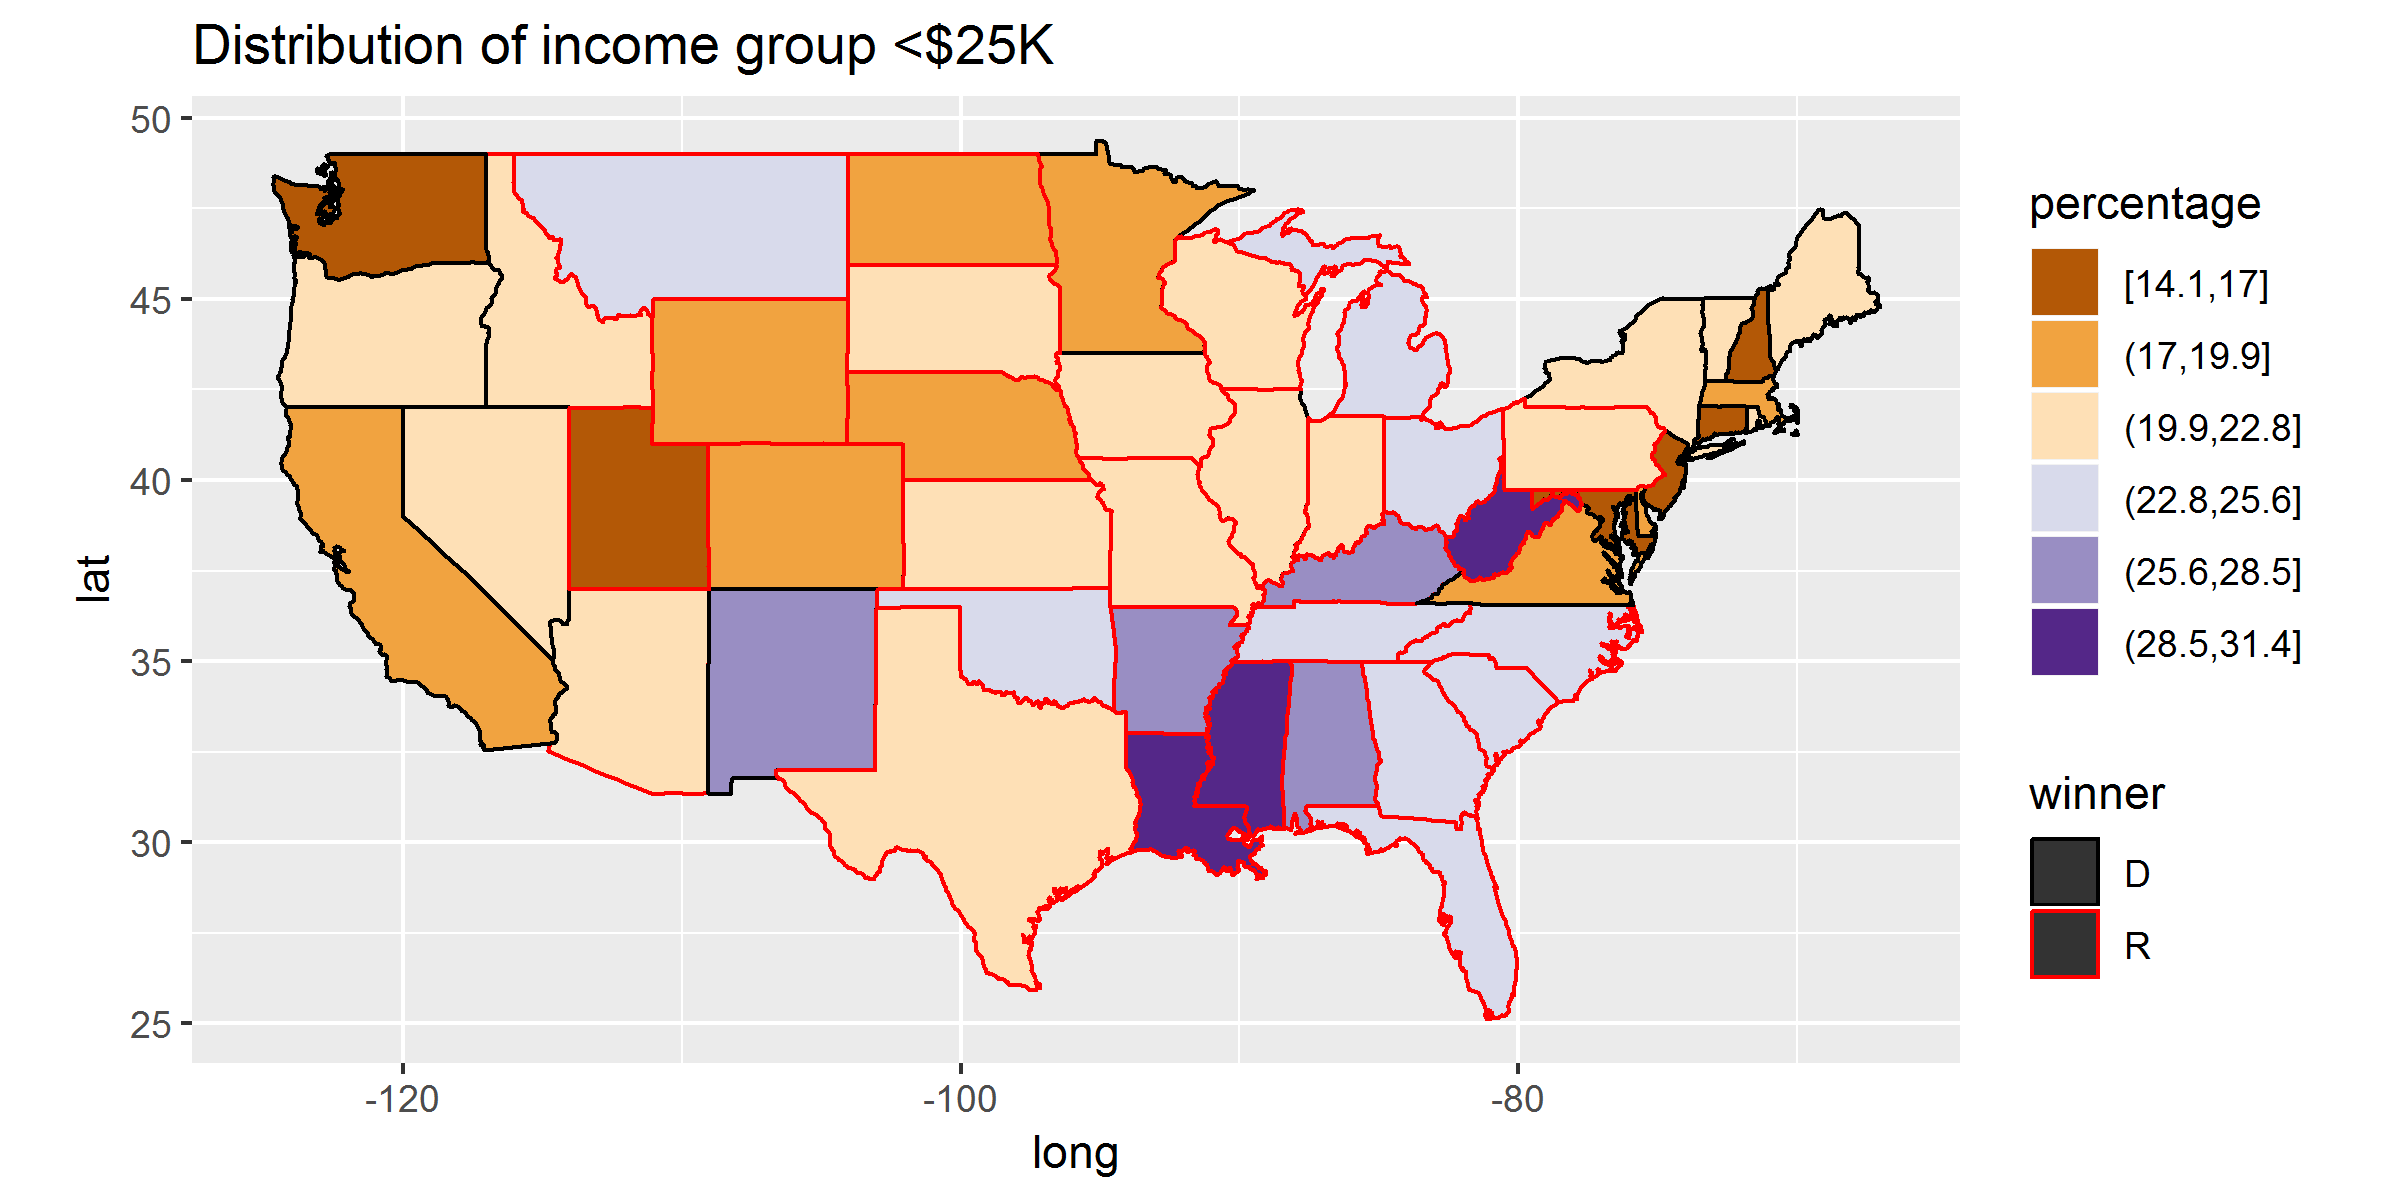 Distribution of income group <$25K
50
45
40
35
30
25
lat
-120
-100
-80
long
percentage
[14.1,17]
(17,19.9]
(19.9,22.8]
(22.8,25.6]
(25.6,28.5]
(28.5,31.4]
winner
D
R